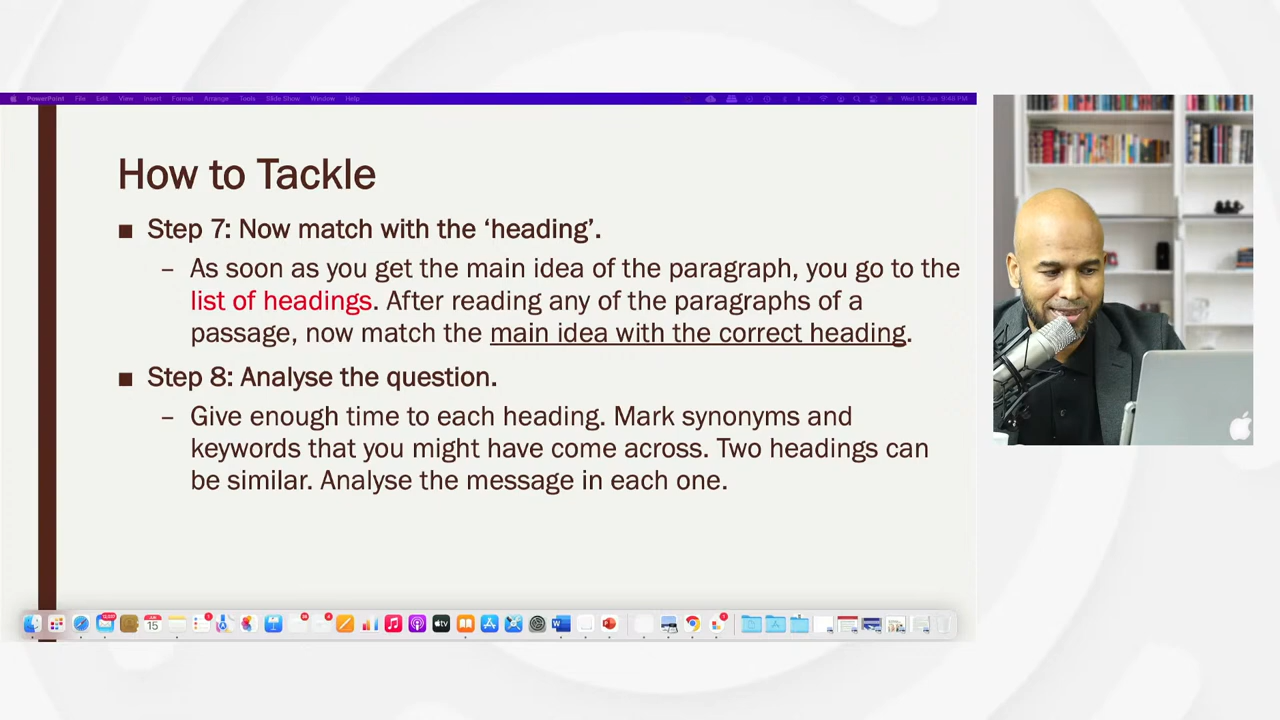 PowerPoint File Edit View Insert Format Arrange Tools Slide Show Window Help Wed 15 Jun 9:46 PM
How to Tackle
■ Step 7: Now match with the ‘heading’.
– As soon as you get the main idea of the paragraph, you go to the
list of headings. After reading any of the paragraphs of a
passage, now match the main idea with the correct heading.
■ Step 8: Analyse the question.
– Give enough time to each heading. Mark synonyms and
keywords that you might have come across. Two headings can
be similar. Analyse the message in each one.
15
tv
W